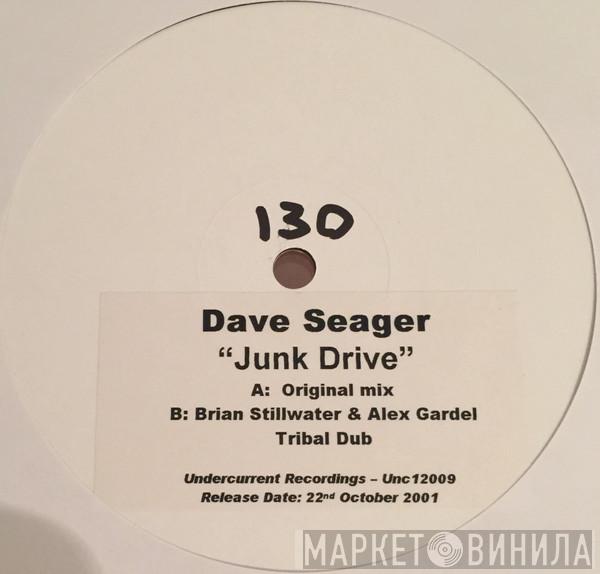 130
Dave Seager
“Junk Drive”
A: Original mix
B: Brian Stillwater & Alex Gardel
Tribal Dub
Undercurrent Recordings – Unc12009
Release Date: 22nd October 2001
МАРКЕТ ВИНИЛА